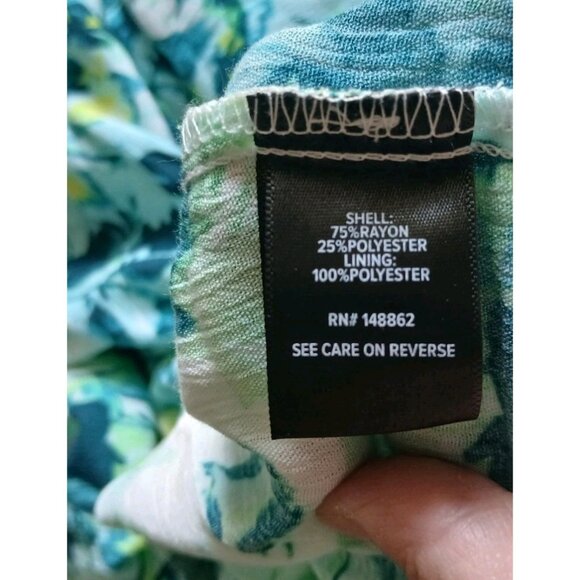 SHELL:
75%RAYON
25%POLYESTER
LINING:
100%POLYESTER
RN# 148862
SEE CARE ON REVERSE